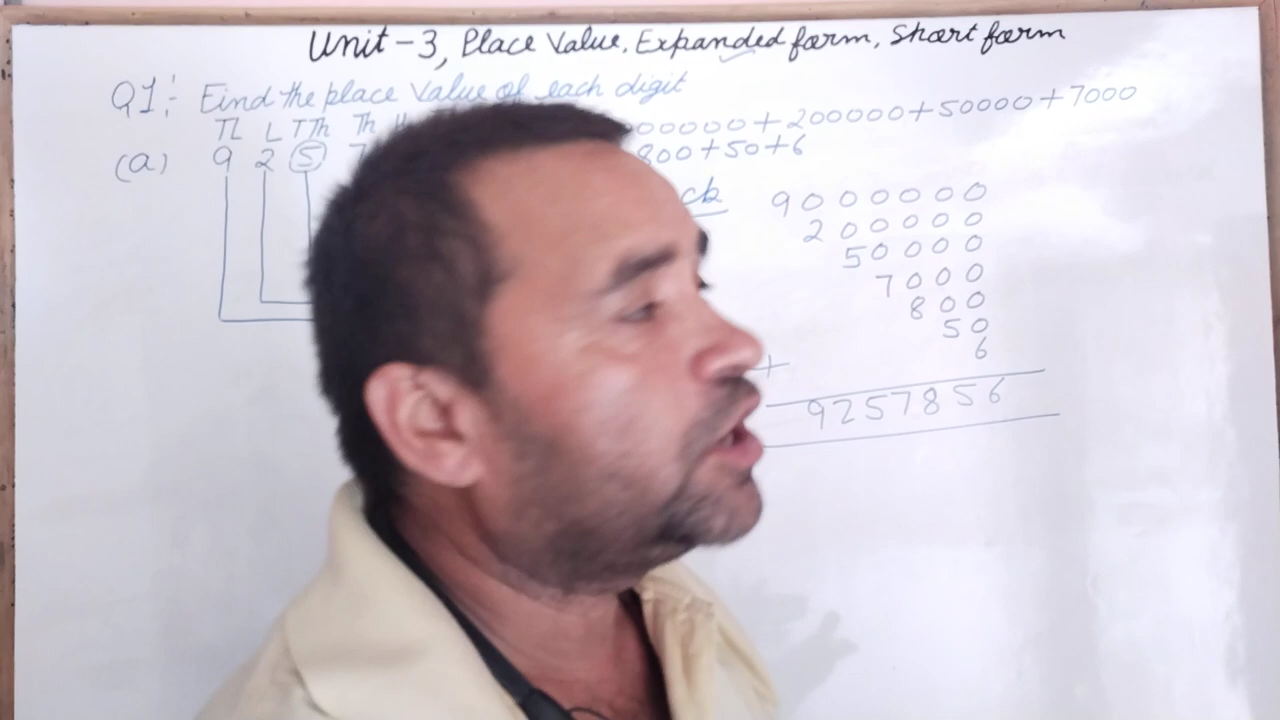 Unit-3, Place Value, Expanded form, Short form
Q1:- Find the place value of each digit
TL L TTh Th H
(a) 9 2 5 7
00000+200000+50000+7000
800+50+6
ck
9000000
200000
50000
7000
800
50
6
+
9257856